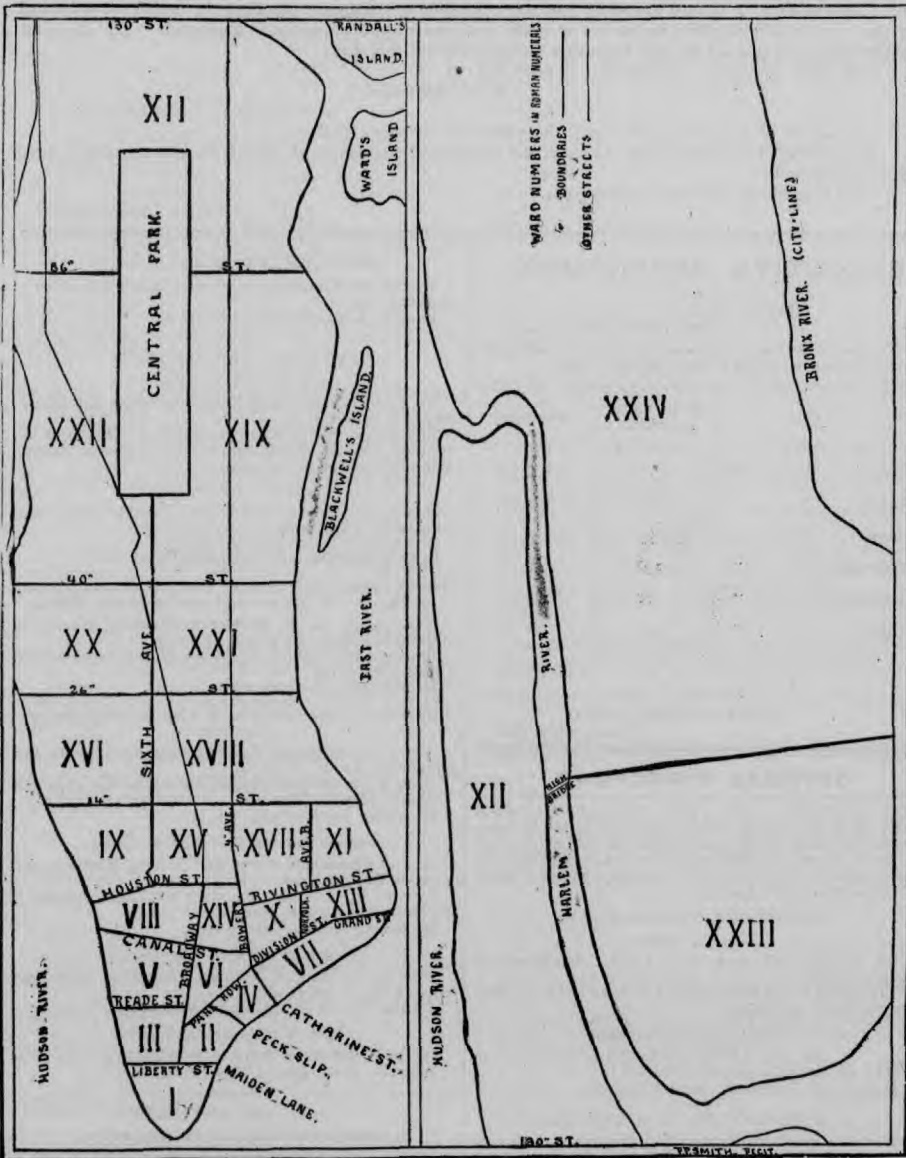 130TH ST.
RANDALL'S
ISLAND.
XII
WARD'S
ISLAND
CENTRAL PARK.
86TH ST.
XXII
XIX
BLACKWELL'S ISLAND
40TH ST.
XX
SIXTH AVE.
XXI
EAST RIVER.
26TH ST.
XVI
XVIII
14TH ST.
IX
XV
4TH AVE.
XVII
AVE. B.
XI
HOUSTON ST.
RIVINGTON ST
VIII
BROADWAY
XIV
BOWERY
X
NORFOLK
XIII
GRAND ST.
CANAL ST.
DIVISION ST.
V
VI
VII
READE ST.
PARK ROW.
IV
CATHARINE ST.
III
II
PECK SLIP.
LIBERTY ST.
MAIDEN LANE.
I
HUDSON RIVER.
WARD NUMBERS IN ROMAN NUMERALS
BOUNDARIES
OTHER STREETS
BRONX RIVER. (CITY-LINE)
XXIV
HARLEM RIVER.
XII
HIGH
BRIDGE
XXIII
HUDSON RIVER.
130TH ST.
P.P. SMITH, FECIT.